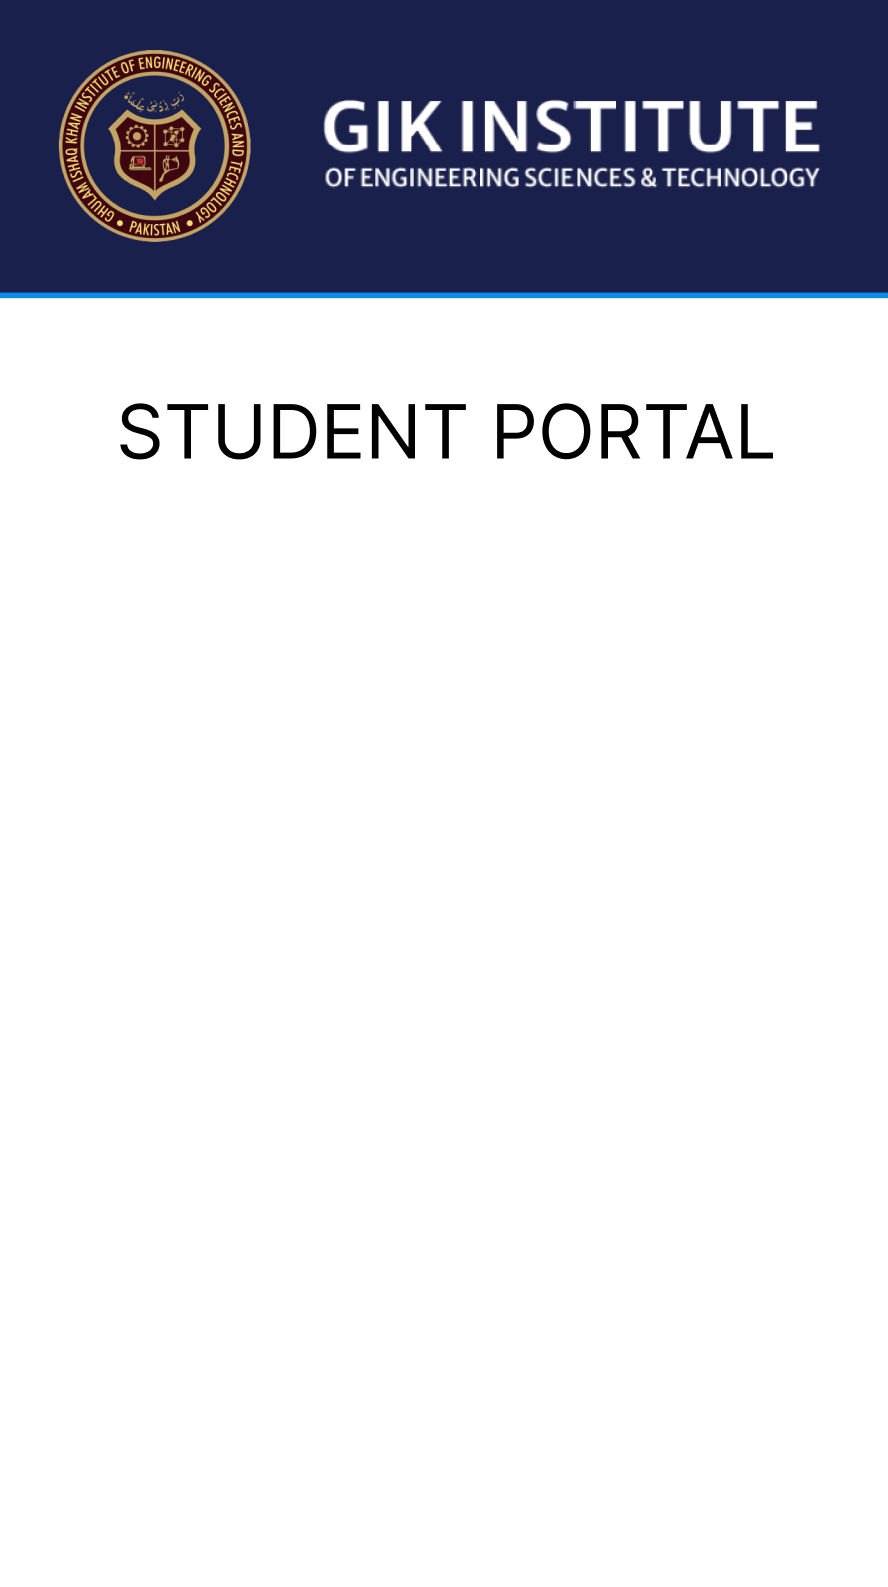 GHULAM ISHAQ KHAN INSTITUTE OF ENGINEERING SCIENCES AND TECHNOLOGY
• PAKISTAN •
GIK INSTITUTE
OF ENGINEERING SCIENCES & TECHNOLOGY
STUDENT PORTAL